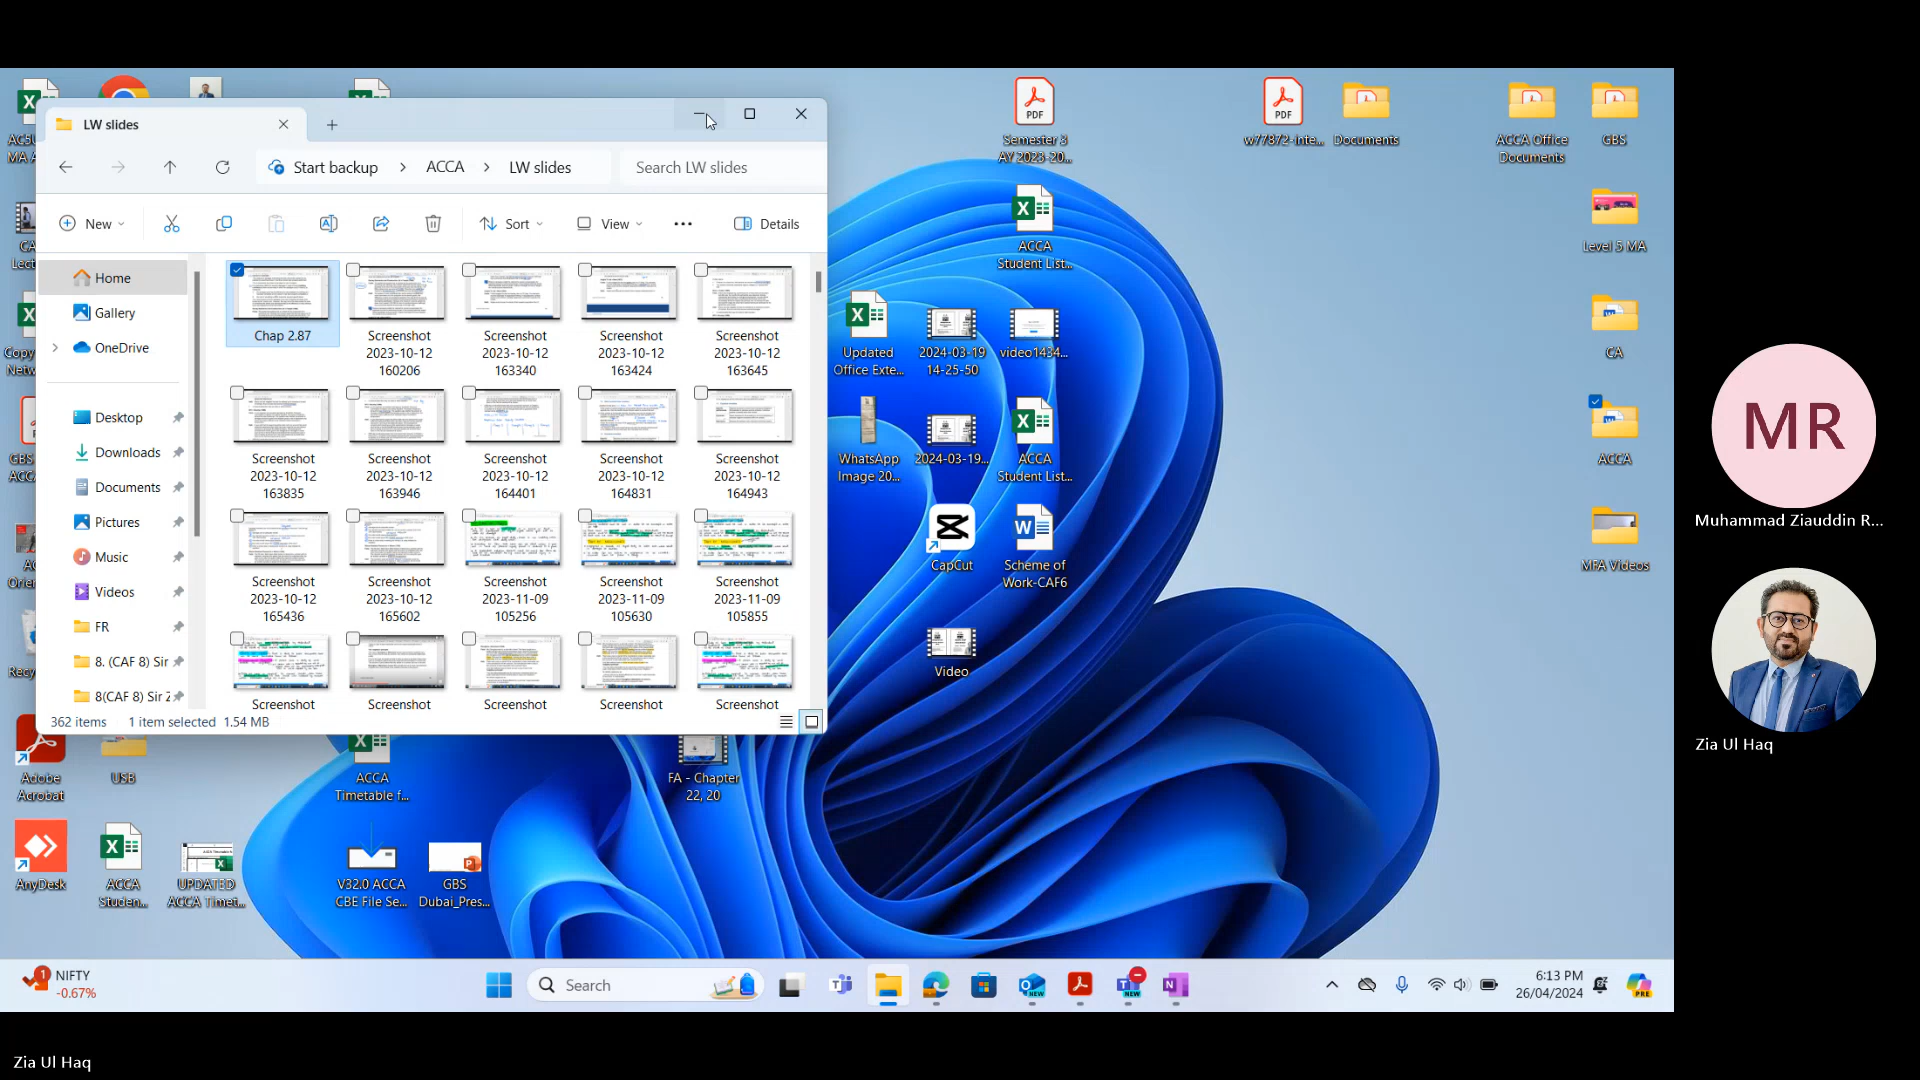 LW slides
Start backup
ACCA
LW slides
Search LW slides
New
Sort
View
Details
Home
Gallery
OneDrive
Desktop
Downloads
Documents
Pictures
Music
Videos
FR
8. (CAF 8) Sir
8(CAF 8) Sir
Chap 2.87
Screenshot
2023-10-12
160206
Screenshot
2023-10-12
163340
Screenshot
2023-10-12
163424
Screenshot
2023-10-12
163645
Screenshot
2023-10-12
163835
Screenshot
2023-10-12
163946
Screenshot
2023-10-12
164401
Screenshot
2023-10-12
164831
Screenshot
2023-10-12
164943
Screenshot
2023-10-12
165436
Screenshot
2023-10-12
165602
Screenshot
2023-11-09
105256
Screenshot
2023-11-09
105630
Screenshot
2023-11-09
105855
Screenshot
Screenshot
Screenshot
Screenshot
Screenshot
362 items
1 item selected 1.54 MB
PDF
Semester 3
AY 2023-20...
PDF
w77872-inte...
Documents
ACCA Office
Documents
GBS
ACCA
Student List...
Level 5 MA
Updated
Office Exte...
2024-03-19
14-25-50
video1434...
CA
WhatsApp
Image 20...
2024-03-19...
ACCA
Student List...
ACCA
CapCut
Scheme of
Work-CAF6
MFA Videos
Video
Adobe
Acrobat
USB
ACCA
Timetable f...
FA - Chapter
22, 20
AnyDesk
ACCA
Studen...
UPDATED
ACCA Timet...
V32.0 ACCA
CBE File Se...
GBS
Dubai_Pres...
NIFTY
-0.67%
Search
6:13 PM
26/04/2024
MR
Muhammad Ziauddin R...
Zia Ul Haq
Zia Ul Haq